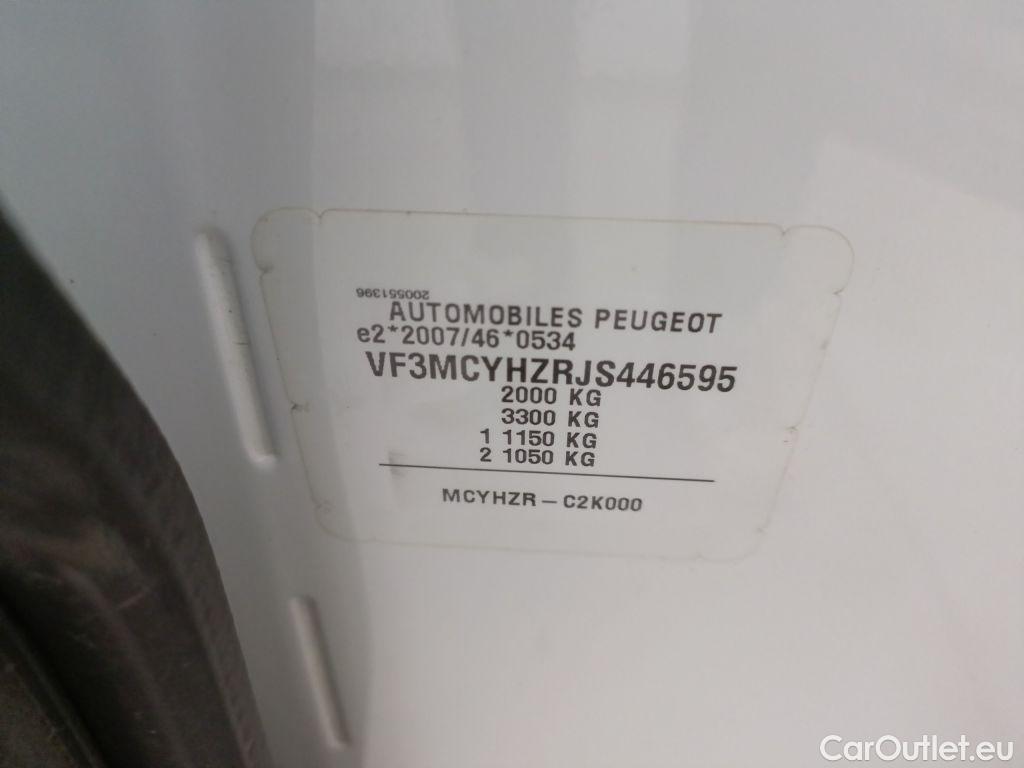 200551396
AUTOMOBILES PEUGEOT
e2*2007/46*0534
VF3MCYHZRJS446595
2000 KG
3300 KG
1 1150 KG
2 1050 KG
MCYHZR – C2K000
CarOutlet.eu